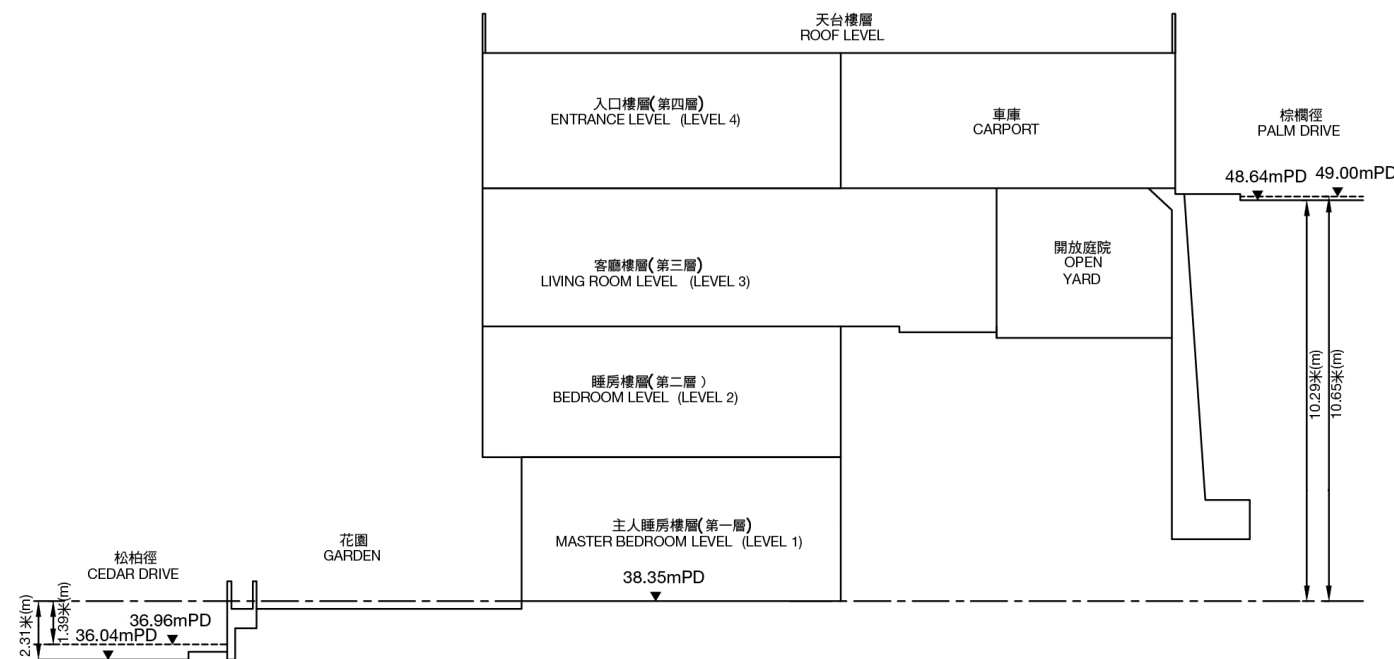 天台樓層
ROOF LEVEL
入口樓層(第四層)
ENTRANCE LEVEL (LEVEL 4)
車庫
CARPORT
棕櫚徑
PALM DRIVE
48.64mPD
49.00mPD
客廳樓層(第三層)
LIVING ROOM LEVEL (LEVEL 3)
開放庭院
OPEN
YARD
10.29米(m)
10.65米(m)
睡房樓層(第二層)
BEDROOM LEVEL (LEVEL 2)
主人睡房樓層(第一層)
MASTER BEDROOM LEVEL (LEVEL 1)
38.35mPD
花園
GARDEN
松柏徑
CEDAR DRIVE
2.31米(m)
1.39米(m)
36.96mPD
36.04mPD